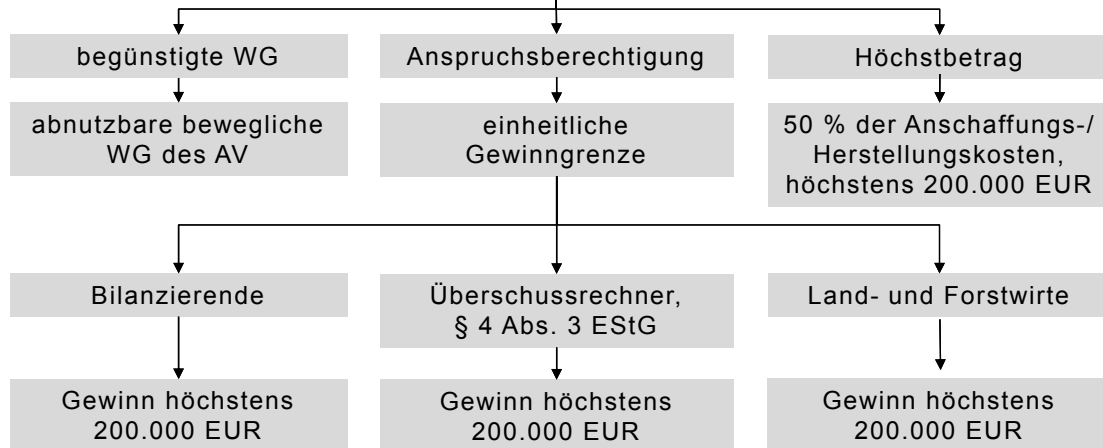 begünstigte WG
Anspruchsberechtigung
Höchstbetrag
abnutzbare bewegliche
WG des AV
einheitliche
Gewinngrenze
50 % der Anschaffungs-/
Herstellungskosten,
höchstens 200.000 EUR
Bilanzierende
Überschussrechner,
§ 4 Abs. 3 EStG
Land- und Forstwirte
Gewinn höchstens
200.000 EUR
Gewinn höchstens
200.000 EUR
Gewinn höchstens
200.000 EUR